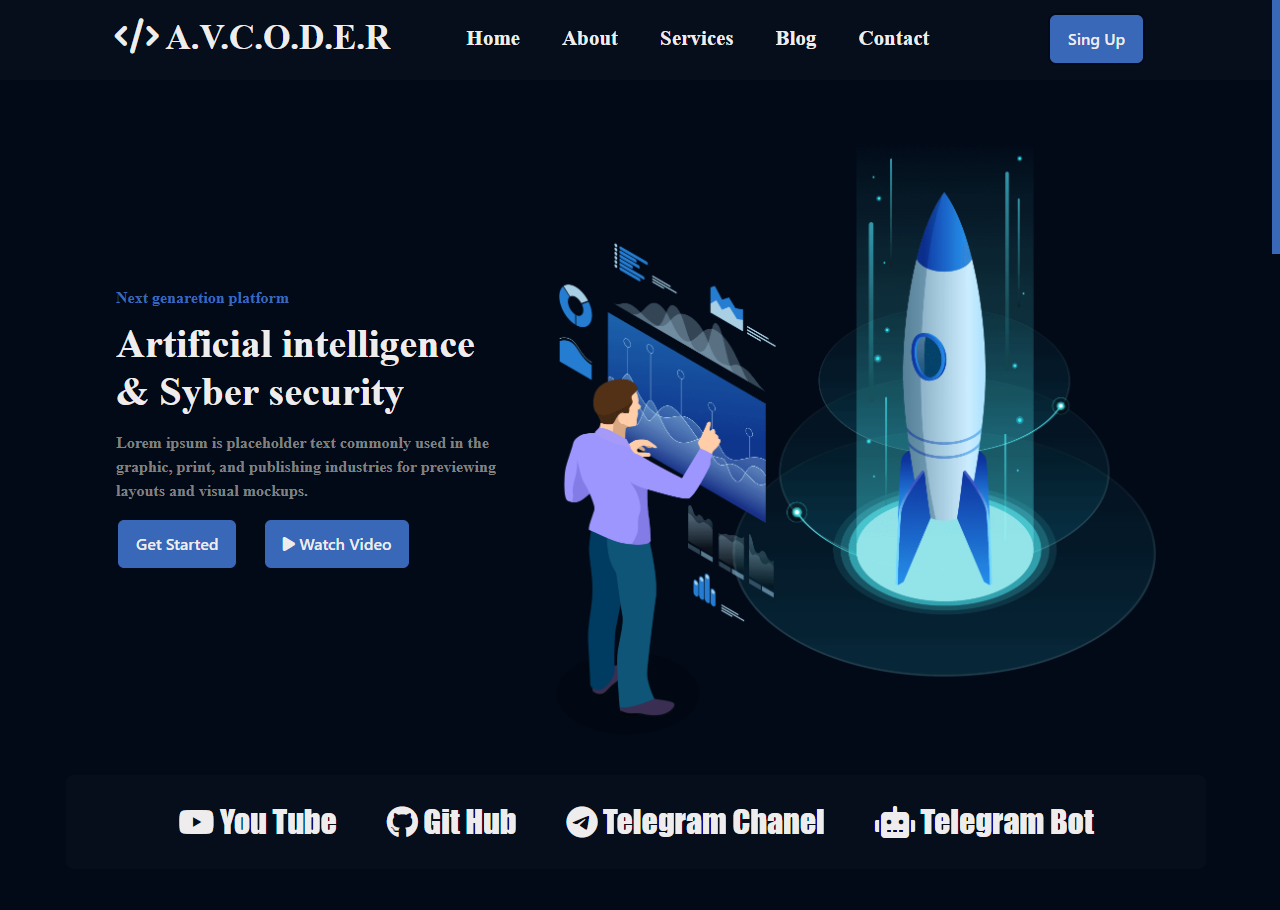 </> A.V.C.O.D.E.R
Home About Services Blog Contact
Sing Up
Next genaretion platform
Artificial intelligence
& Syber security
Lorem ipsum is placeholder text commonly used in the
graphic, print, and publishing industries for previewing
layouts and visual mockups.
Get Started Watch Video
You Tube Git Hub Telegram Chanel Telegram Bot